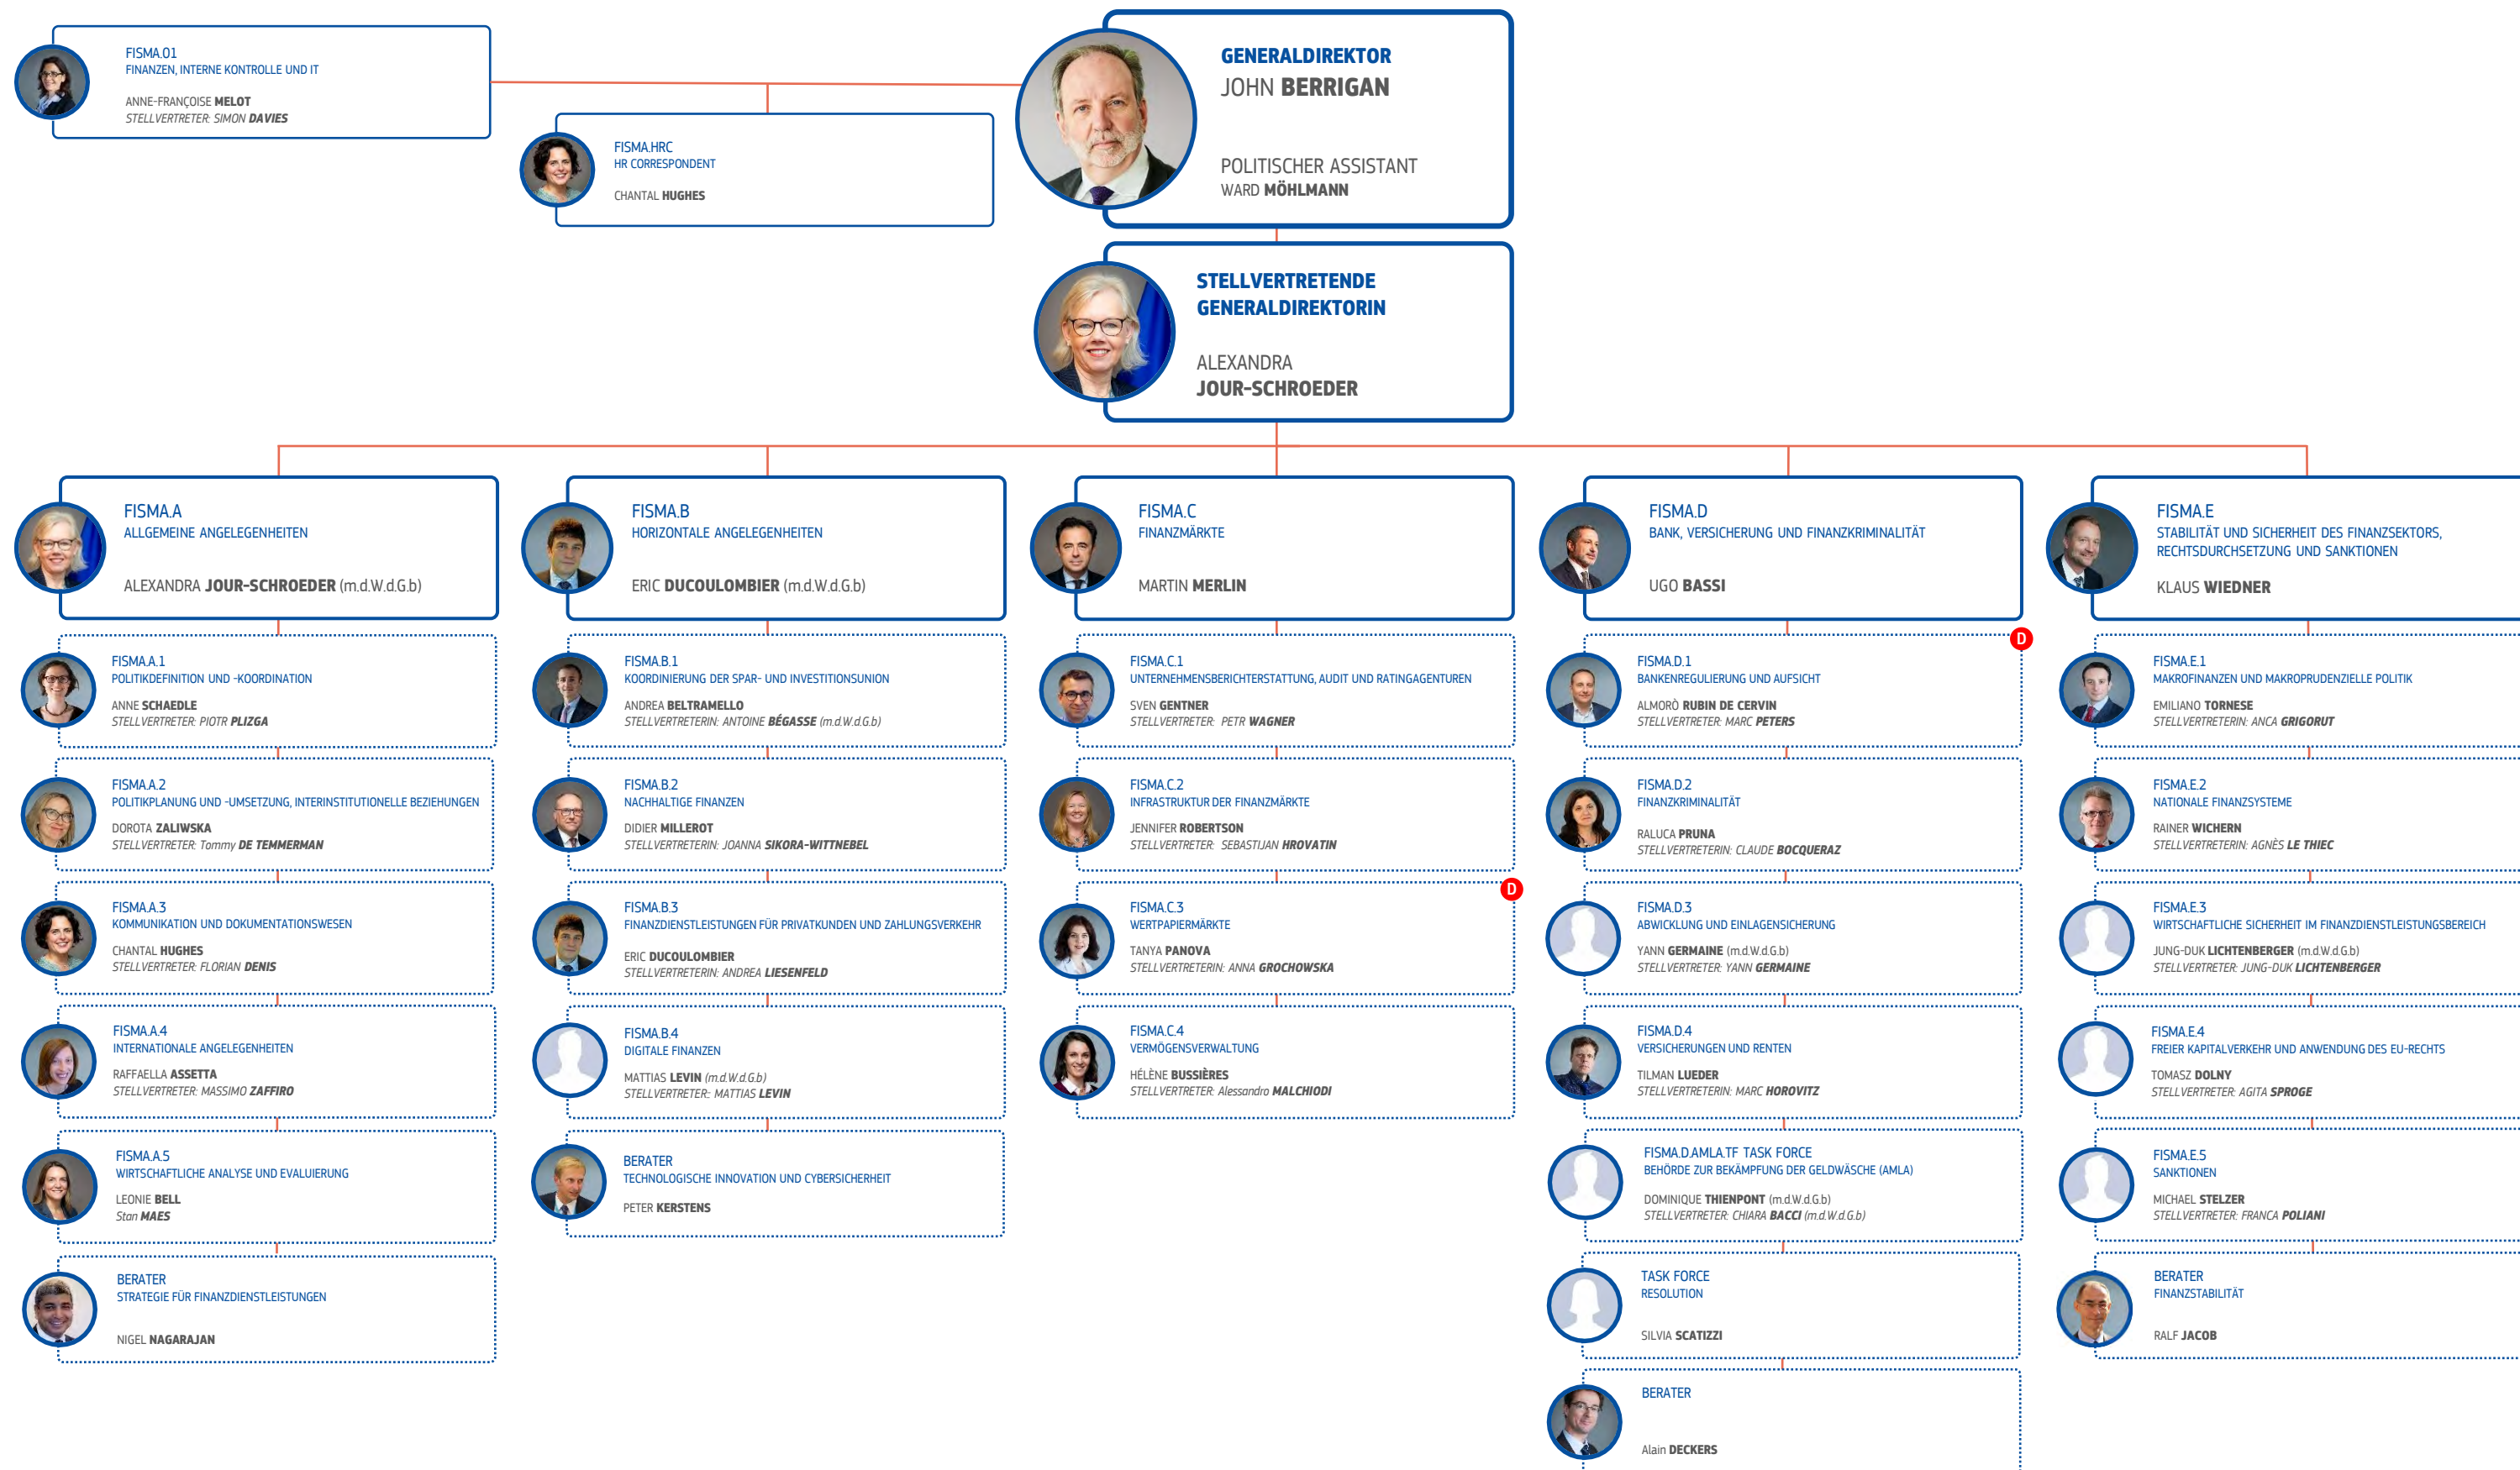 FISMA.01
FINANZEN, INTERNE KONTROLLE UND IT
ANNE-FRANÇOISE MELOT
STELLVERTRETER: SIMON DAVIES
FISMA.HRC
HR CORRESPONDENT
CHANTAL HUGHES
GENERALDIREKTOR
JOHN BERRIGAN
POLITISCHER ASSISTANT
WARD MÖHLMANN
STELLVERTRETENDE
GENERALDIREKTORIN
ALEXANDRA
JOUR-SCHROEDER
FISMA.A
ALLGEMEINE ANGELEGENHEITEN
ALEXANDRA JOUR-SCHROEDER (m.d.W.d.G.b)
FISMA.A.1
POLITIKDEFINITION UND -KOORDINATION
ANNE SCHAEDLE
STELLVERTRETER: PIOTR PLIZGA
FISMA.A.2
POLITIKPLANUNG UND -UMSETZUNG, INTERINSTITUTIONELLE BEZIEHUNGEN
DOROTA ZALIWSKA
STELLVERTRETER: Tommy DE TEMMERMAN
FISMA.A.3
KOMMUNIKATION UND DOKUMENTATIONSWESEN
CHANTAL HUGHES
STELLVERTRETER: FLORIAN DENIS
FISMA.A.4
INTERNATIONALE ANGELEGENHEITEN
RAFFAELLA ASSETTA
STELLVERTRETER: MASSIMO ZAFFIRO
FISMA.A.5
WIRTSCHAFTLICHE ANALYSE UND EVALUIERUNG
LEONIE BELL
Stan MAES
BERATER
STRATEGIE FÜR FINANZDIENSTLEISTUNGEN
NIGEL NAGARAJAN
FISMA.B
HORIZONTALE ANGELEGENHEITEN
ERIC DUCOULOMBIER (m.d.W.d.G.b)
FISMA.B.1
KOORDINIERUNG DER SPAR- UND INVESTITIONSUNION
ANDREA BELTRAMELLO
STELLVERTRETERIN: ANTOINE BÉGASSE (m.d.W.d.G.b)
FISMA.B.2
NACHHALTIGE FINANZEN
DIDIER MILLEROT
STELLVERTRETERIN: JOANNA SIKORA-WITTNEBEL
FISMA.B.3
FINANZDIENSTLEISTUNGEN FÜR PRIVATKUNDEN UND ZAHLUNGSVERKEHR
ERIC DUCOULOMBIER
STELLVERTRETERIN: ANDREA LIESENFELD
FISMA.B.4
DIGITALE FINANZEN
MATTIAS LEVIN (m.d.W.d.G.b)
STELLVERTRETER:: MATTIAS LEVIN
BERATER
TECHNOLOGISCHE INNOVATION UND CYBERSICHERHEIT
PETER KERSTENS
FISMA.C
FINANZMÄRKTE
MARTIN MERLIN
FISMA.C.1
UNTERNEHMENSBERICHTERSTATTUNG, AUDIT UND RATINGAGENTUREN
SVEN GENTNER
STELLVERTRETER: PETR WAGNER
FISMA.C.2
INFRASTRUKTUR DER FINANZMÄRKTE
JENNIFER ROBERTSON
STELLVERTRETER: SEBASTIJAN HROVATIN
D
FISMA.C.3
WERTPAPIERMÄRKTE
TANYA PANOVA
STELLVERTRETERIN: ANNA GROCHOWSKA
FISMA.C.4
VERMÖGENSVERWALTUNG
HÉLÈNE BUSSIÈRES
STELLVERTRETER: Alessandro MALCHIODI
FISMA.D
BANK, VERSICHERUNG UND FINANZKRIMINALITÄT
UGO BASSI
D
FISMA.D.1
BANKENREGULIERUNG UND AUFSICHT
ALMORÒ RUBIN DE CERVIN
STELLVERTRETER: MARC PETERS
FISMA.D.2
FINANZKRIMINALITÄT
RALUCA PRUNA
STELLVERTRETERIN: CLAUDE BOCQUERAZ
FISMA.D.3
ABWICKLUNG UND EINLAGENSICHERUNG
YANN GERMAINE (m.d.W.d.G.b)
STELLVERTRETER: YANN GERMAINE
FISMA.D.4
VERSICHERUNGEN UND RENTEN
TILMAN LUEDER
STELLVERTRETERIN: MARC HOROVITZ
FISMA.D.AMLA.TF TASK FORCE
BEHÖRDE ZUR BEKÄMPFUNG DER GELDWÄSCHE (AMLA)
DOMINIQUE THIENPONT (m.d.W.d.G.b)
STELLVERTRETER: CHIARA BACCI (m.d.W.d.G.b)
TASK FORCE
RESOLUTION
SILVIA SCATIZZI
BERATER
Alain DECKERS
FISMA.E
STABILITÄT UND SICHERHEIT DES FINANZSEKTORS,
RECHTSDURCHSETZUNG UND SANKTIONEN
KLAUS WIEDNER
FISMA.E.1
MAKROFINANZEN UND MAKROPRUDENZIELLE POLITIK
EMILIANO TORNESE
STELLVERTRETERIN: ANCA GRIGORUT
FISMA.E.2
NATIONALE FINANZSYSTEME
RAINER WICHERN
STELLVERTRETERIN: AGNÈS LE THIEC
FISMA.E.3
WIRTSCHAFTLICHE SICHERHEIT IM FINANZDIENSTLEISTUNGSBEREICH
JUNG-DUK LICHTENBERGER (m.d.W.d.G.b)
STELLVERTRETER: JUNG-DUK LICHTENBERGER
FISMA.E.4
FREIER KAPITALVERKEHR UND ANWENDUNG DES EU-RECHTS
TOMASZ DOLNY
STELLVERTRETER: AGITA SPROGE
FISMA.E.5
SANKTIONEN
MICHAEL STELZER
STELLVERTRETER: FRANCA POLIANI
BERATER
FINANZSTABILITÄT
RALF JACOB